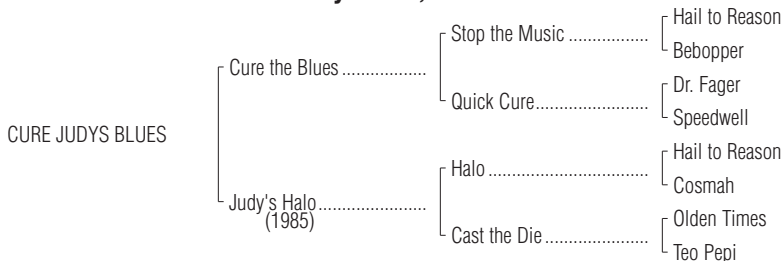 Hail to Reason
Stop the Music .................
Bebopper
Cure the Blues ..................
Dr. Fager
Quick Cure........................
Speedwell
CURE JUDYS BLUES
Hail to Reason
Halo ..................................
Cosmah
Judy's Halo.......................
(1985)
Olden Times
Cast the Die ......................
Teo Pepi